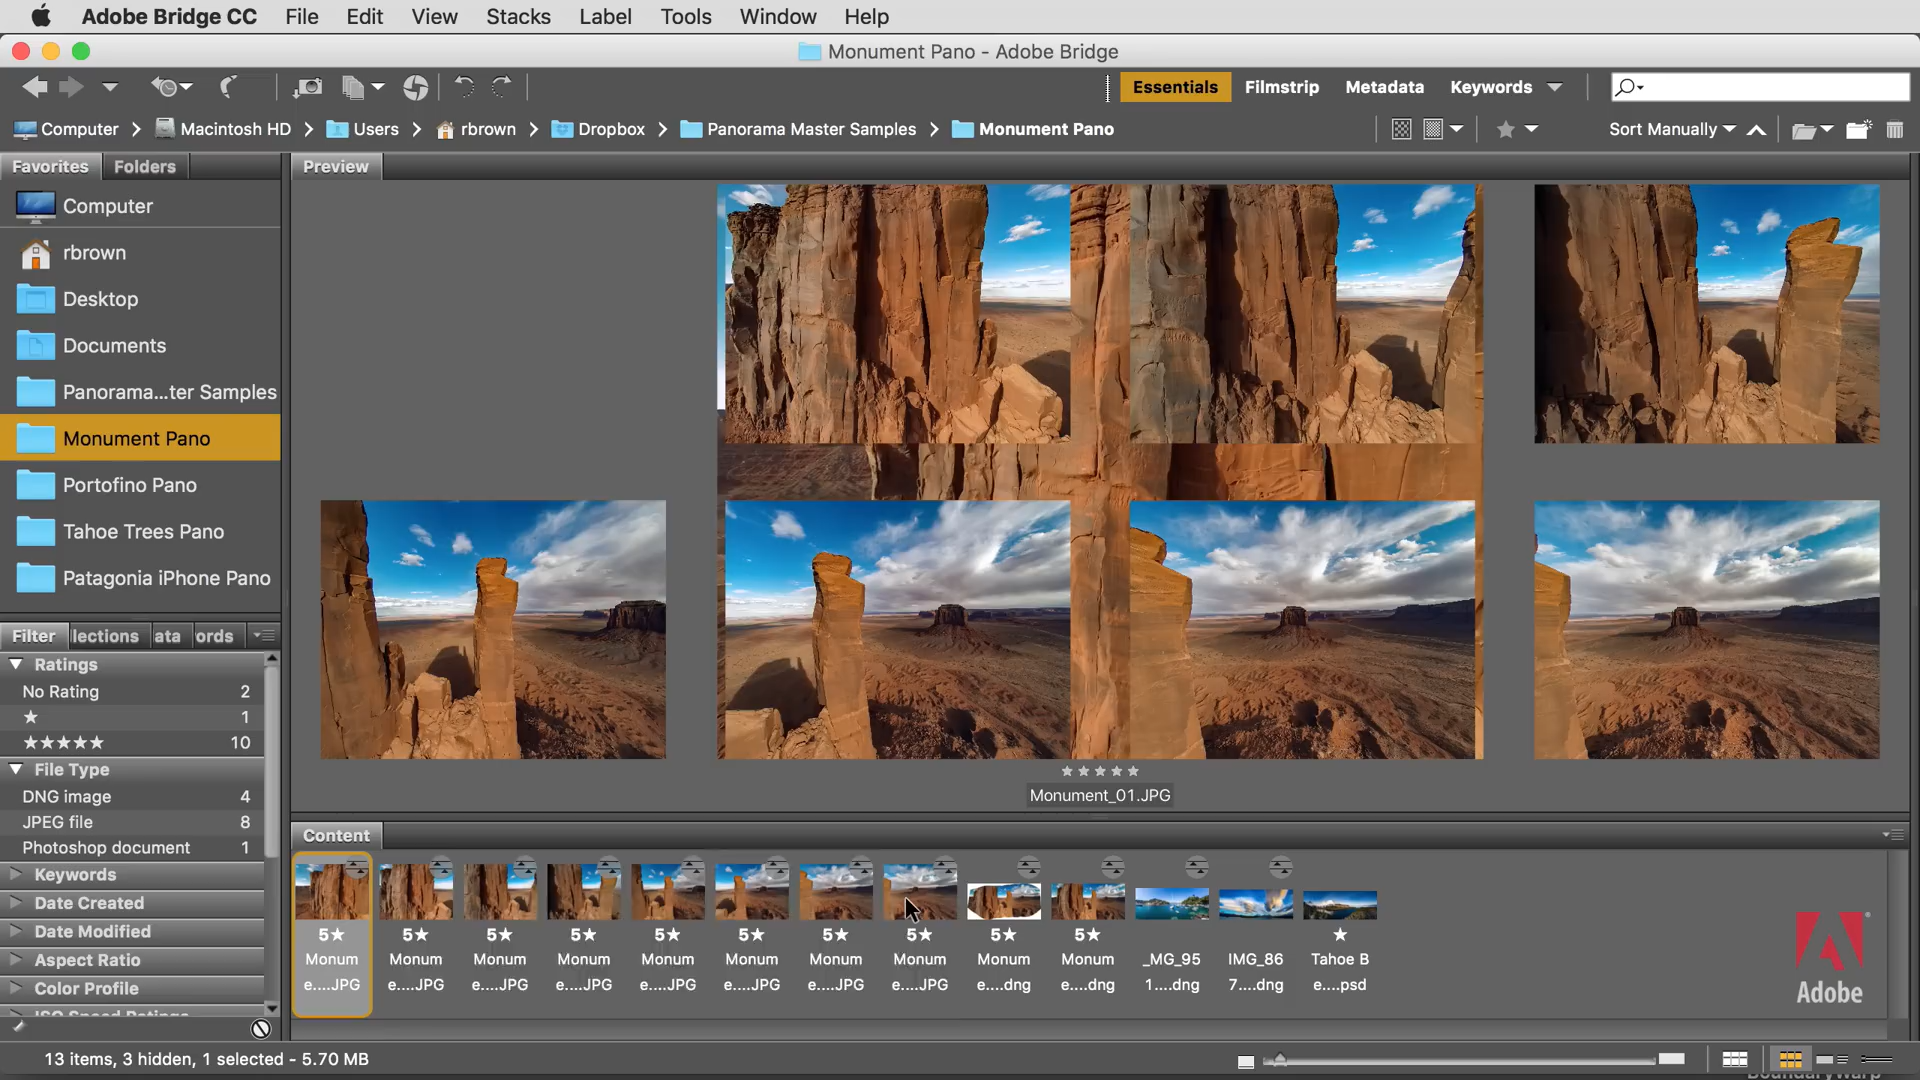 Adobe Bridge CC File Edit View Stacks Label Tools Window Help
Monument Pano - Adobe Bridge
Essentials Filmstrip Metadata Keywords
Computer Macintosh HD Users rbrown Dropbox Panorama Master Samples Monument Pano Sort Manually
Favorites Folders
Computer
rbrown
Desktop
Documents
Panorama...ter Samples
Monument Pano
Portofino Pano
Tahoe Trees Pano
Patagonia iPhone Pano
Filter lections ata ords
Ratings
No Rating 2
★ 1
★★★★★ 10
File Type
DNG image 4
JPEG file 8
Photoshop document 1
Keywords
Date Created
Date Modified
Aspect Ratio
Color Profile
Preview
Monument_01.JPG
Content
5★ 5★ 5★ 5★ 5★ 5★ 5★ 5★ 5★ 5★ ★
Monum Monum Monum Monum Monum Monum Monum Monum Monum Monum _MG_95 IMG_86 Tahoe B
e....JPG e....JPG e....JPG e....JPG e....JPG e....JPG e....JPG e....JPG e....dng e....dng 1....dng 7....dng e....psd
Adobe
13 items, 3 hidden, 1 selected - 5.70 MB